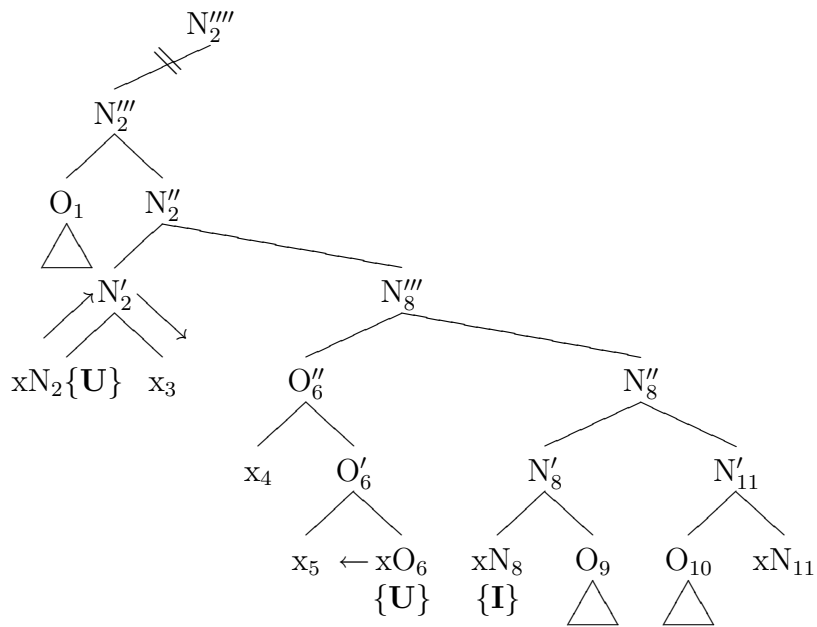 N₂′′′′
N₂′′′
O₁ N₂′′
N₂′ N₈′′′
xN₂{U} x₃ O₆′′ N₈′′
x₄ O₆′ N₈′ N₁₁′
x₅ ← xO₆ xN₈ O₉ O₁₀ xN₁₁
{U} {I}